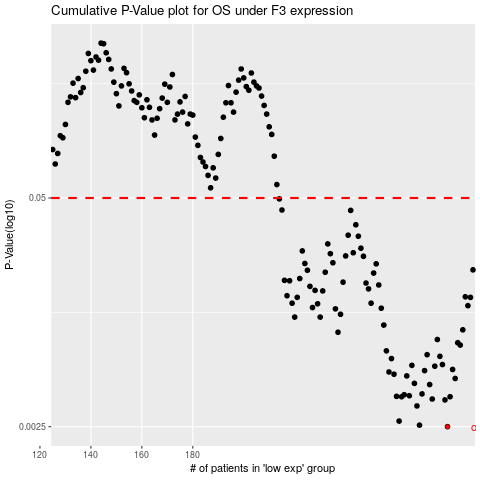 Cumulative P-Value plot for OS under F3 expression
P-Value(log10)
0.05
0.0025
120 140 160 180
# of patients in 'low exp' group